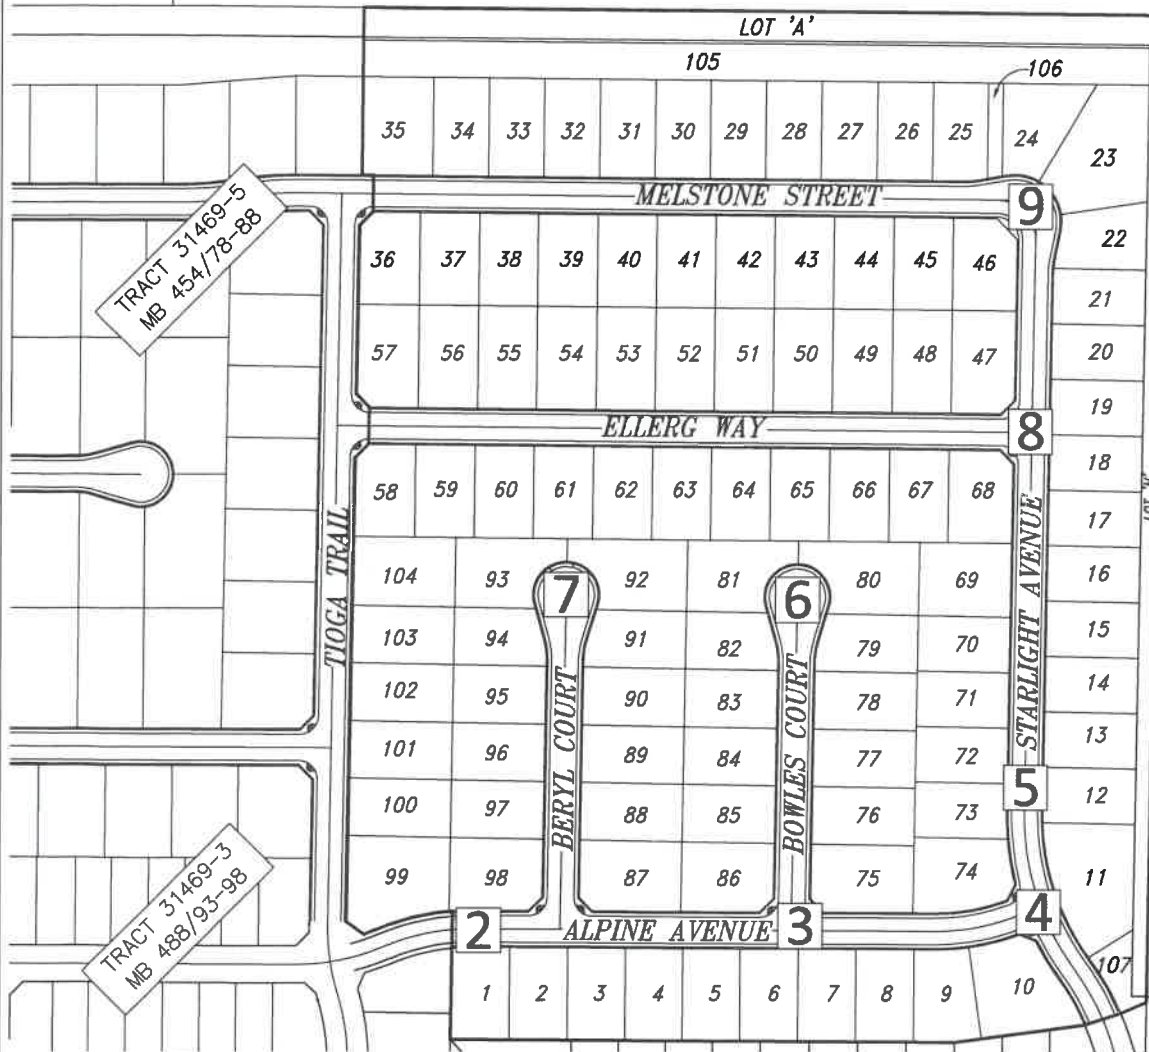 LOT 'A'
105
106
35 34 33 32 31 30 29 28 27 26 25 24
23
MELSTONE STREET
9
TRACT 31469-5
MB 454/78-88
36 37 38 39 40 41 42 43 44 45 46
22
21
57 56 55 54 53 52 51 50 49 48 47
20
19
ELLERG WAY
8
18
58 59 60 61 62 63 64 65 66 67 68
17
TIOGA TRAIL
STARLIGHT AVENUE
104 93 7 92 81 6 80 69 16
103 94 91 82 79 70 15
102 95 90 83 78 71 14
BERYL COURT
BOWLES COURT
101 96 89 84 77 72 13
5
100 97 88 85 76 73 12
99 98 87 86 75 74 11
TRACT 31469-3
MB 488/93-98
2
ALPINE AVENUE
3
4
107
1 2 3 4 5 6 7 8 9 10